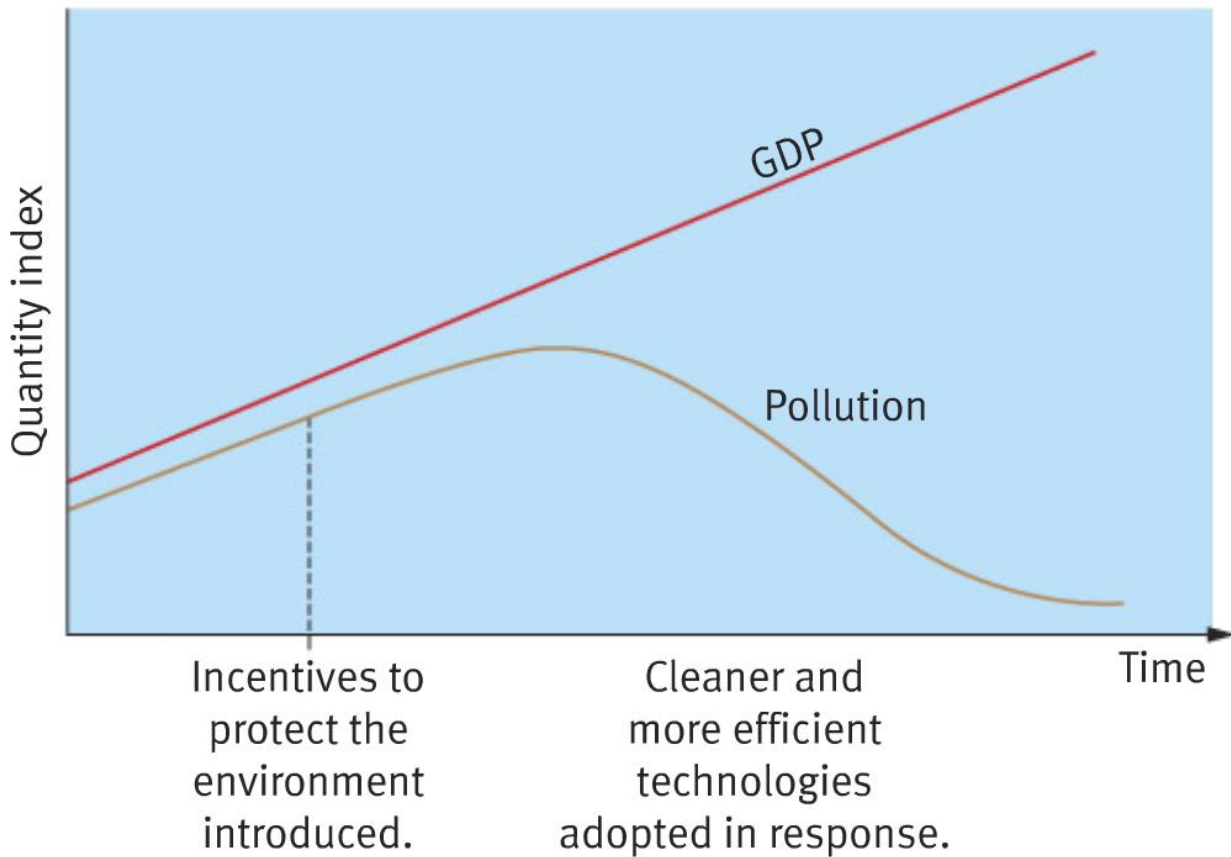 GDP
Quantity index
Pollution
Time
Incentives to
protect the
environment
introduced.
Cleaner and
more efficient
technologies
adopted in response.